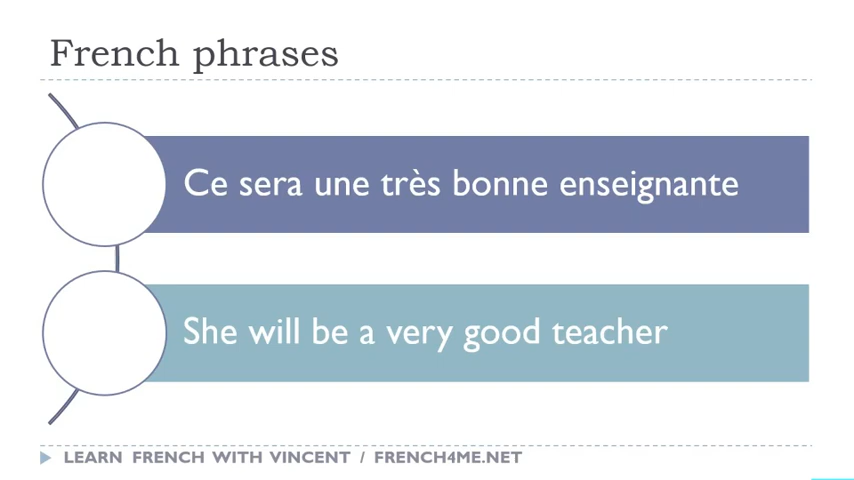 French phrases
Ce sera une très bonne enseignante
She will be a very good teacher
LEARN FRENCH WITH VINCENT / FRENCH4ME.NET